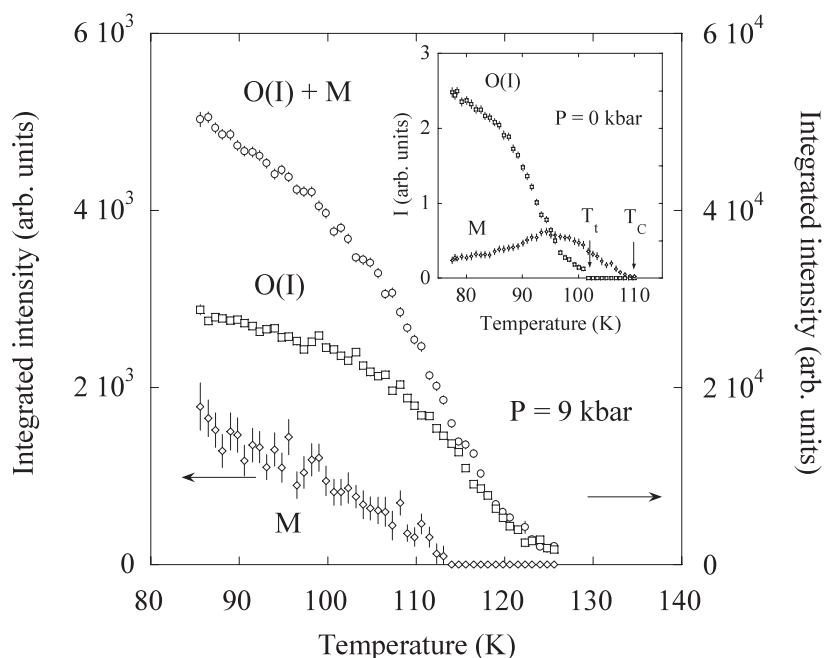 6 10³
4 10³
2 10³
0
Integrated intensity (arb. units)
80
90
100
110
120
130
140
Temperature (K)
6 10⁴
4 10⁴
2 10⁴
0
Integrated intensity (arb. units)
O(I) + M
O(I)
M
P = 9 kbar
3
2
1
0
I (arb. units)
O(I)
P = 0 kbar
M
T_t
T_C
80
90
100
110
Temperature (K)